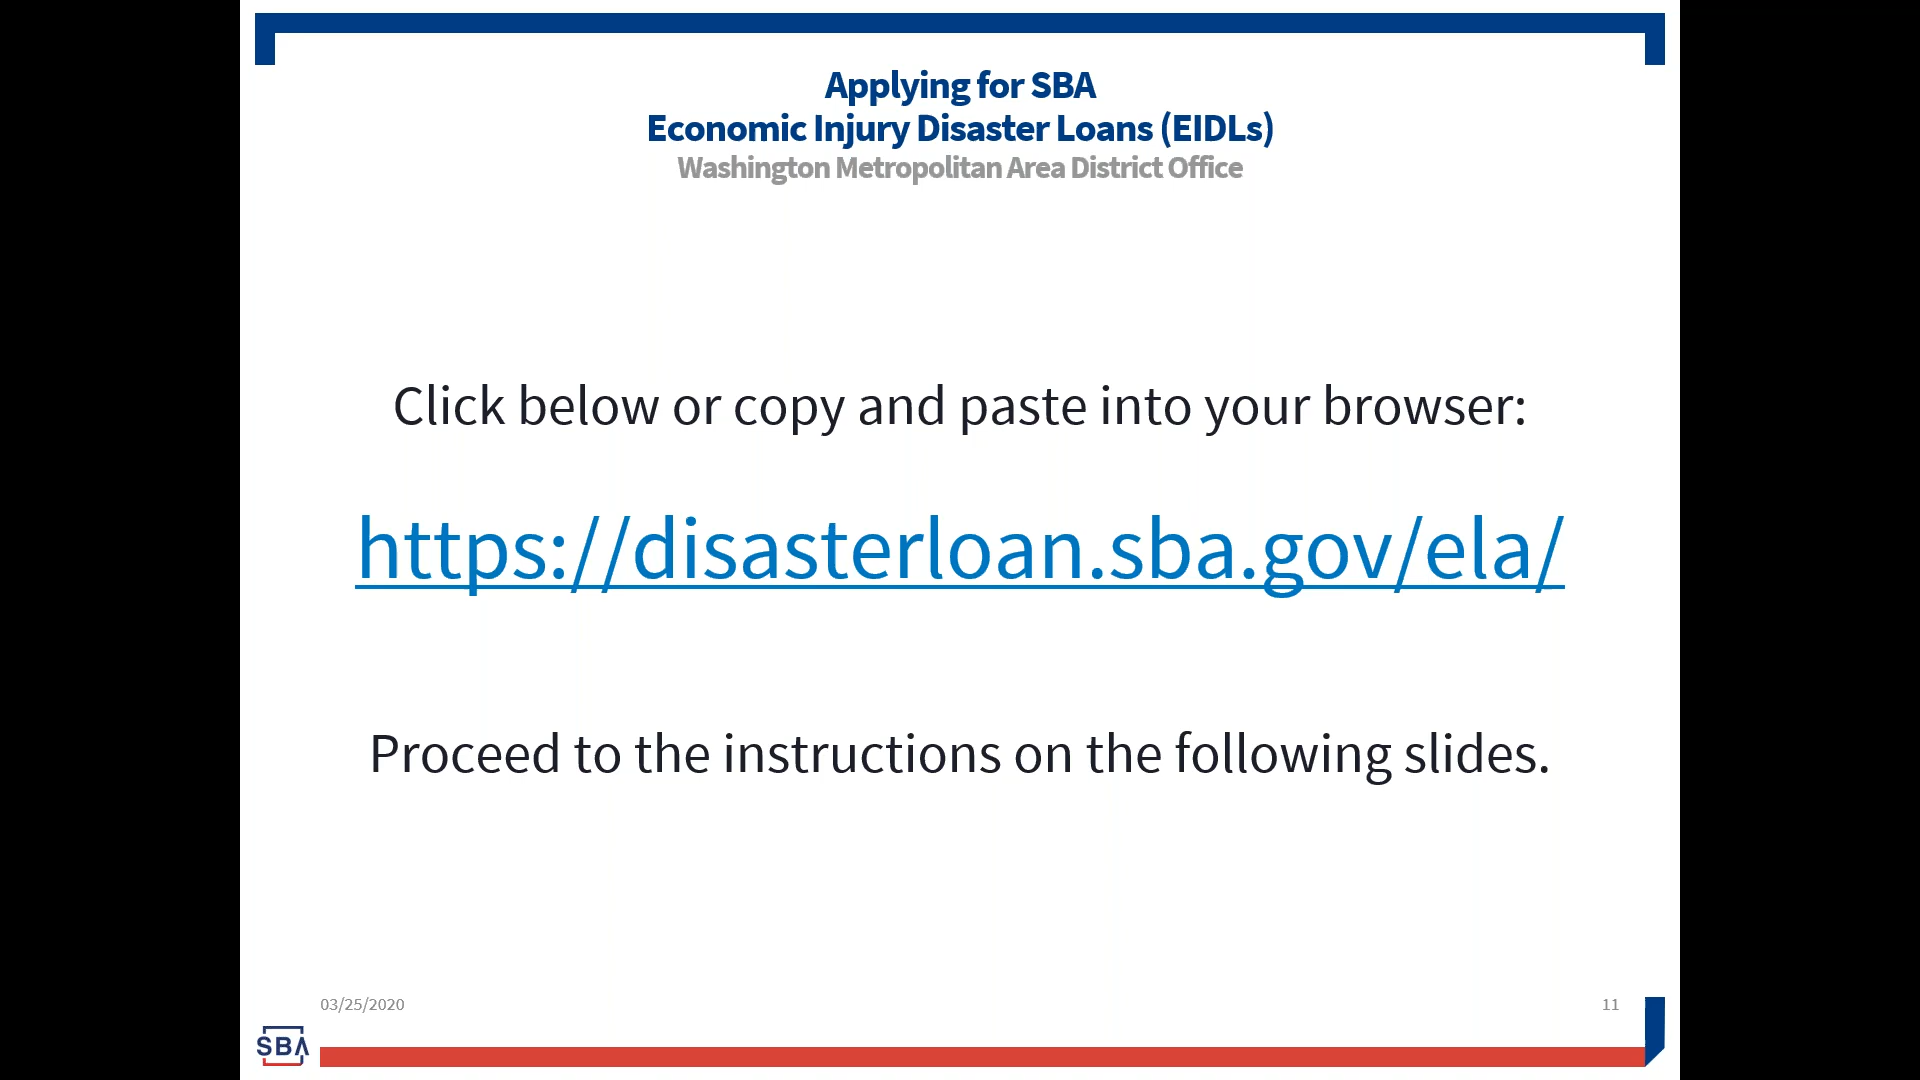 Applying for SBA
Economic Injury Disaster Loans (EIDLs)
Washington Metropolitan Area District Office
Click below or copy and paste into your browser:
https://disasterloan.sba.gov/ela/
Proceed to the instructions on the following slides.
03/25/2020
11
SBA